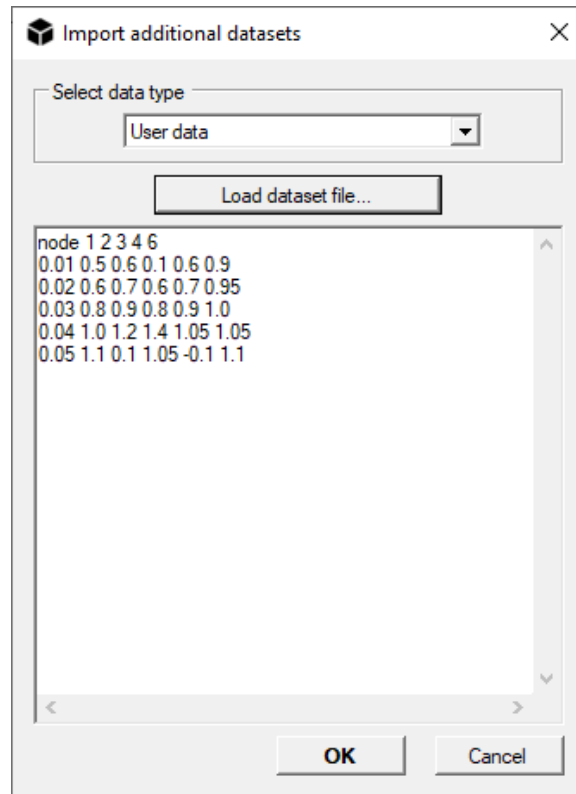 Import additional datasets
Select data type
User data
Load dataset file...
node 1 2 3 4 6
0.01 0.5 0.6 0.1 0.6 0.9
0.02 0.6 0.7 0.6 0.7 0.95
0.03 0.8 0.9 0.8 0.9 1.0
0.04 1.0 1.2 1.4 1.05 1.05
0.05 1.1 0.1 1.05 -0.1 1.1
OK Cancel